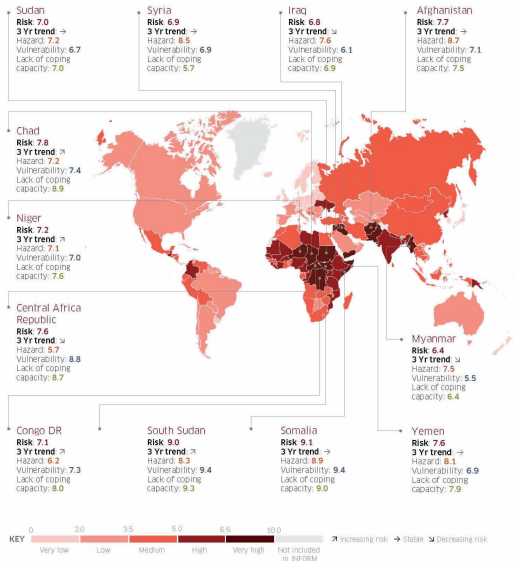 Sudan
Risk: 7.0
3 Yr trend: →
Hazard: 7.2
Vulnerability: 6.7
Lack of coping
capacity: 7.0
Syria
Risk: 6.9
3 Yr trend: →
Hazard: 8.5
Vulnerability: 6.9
Lack of coping
capacity: 5.7
Iraq
Risk: 6.8
3 Yr trend: ↘
Hazard: 7.6
Vulnerability: 6.1
Lack of coping
capacity: 6.9
Afghanistan
Risk: 7.7
3 Yr trend: →
Hazard: 8.7
Vulnerability: 7.1
Lack of coping
capacity: 7.5
Chad
Risk: 7.8
3 Yr trend: ↗
Hazard: 7.2
Vulnerability: 7.4
Lack of coping
capacity: 8.9
Niger
Risk: 7.2
3 Yr trend: ↗
Hazard: 7.1
Vulnerability: 7.0
Lack of coping
capacity: 7.6
Central Africa
Republic
Risk: 7.6
3 Yr trend: ↘
Hazard: 5.7
Vulnerability: 8.8
Lack of coping
capacity: 8.7
Myanmar
Risk: 6.4
3 Yr trend: ↘
Hazard: 7.5
Vulnerability: 5.5
Lack of coping
capacity: 6.4
Congo DR
Risk: 7.1
3 Yr trend: ↗
Hazard: 6.2
Vulnerability: 7.3
Lack of coping
capacity: 8.0
South Sudan
Risk: 9.0
3 Yr trend: ↗
Hazard: 8.3
Vulnerability: 9.4
Lack of coping
capacity: 9.3
Somalia
Risk: 9.1
3 Yr trend: →
Hazard: 8.9
Vulnerability: 9.4
Lack of coping
capacity: 9.0
Yemen
Risk: 7.6
3 Yr trend: →
Hazard: 8.1
Vulnerability: 6.9
Lack of coping
capacity: 7.9
0 2.0 3.5 5.0 6.5 10.0
KEY ↗ Increasing risk → Stable ↘ Decreasing risk
Very low Low Medium High Very high Not included
in INFORM